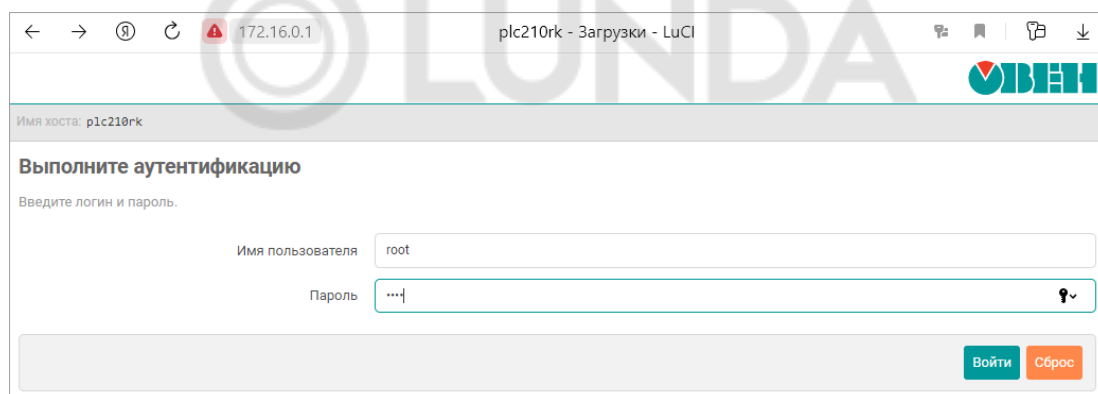 LUNDA
172.16.0.1 plc210rk - Загрузки - LuCI
ОВЕН
Имя хоста: plc210rk
Выполните аутентификацию
Введите логин и пароль.
Имя пользователя root
Пароль ····
Войти Сброс